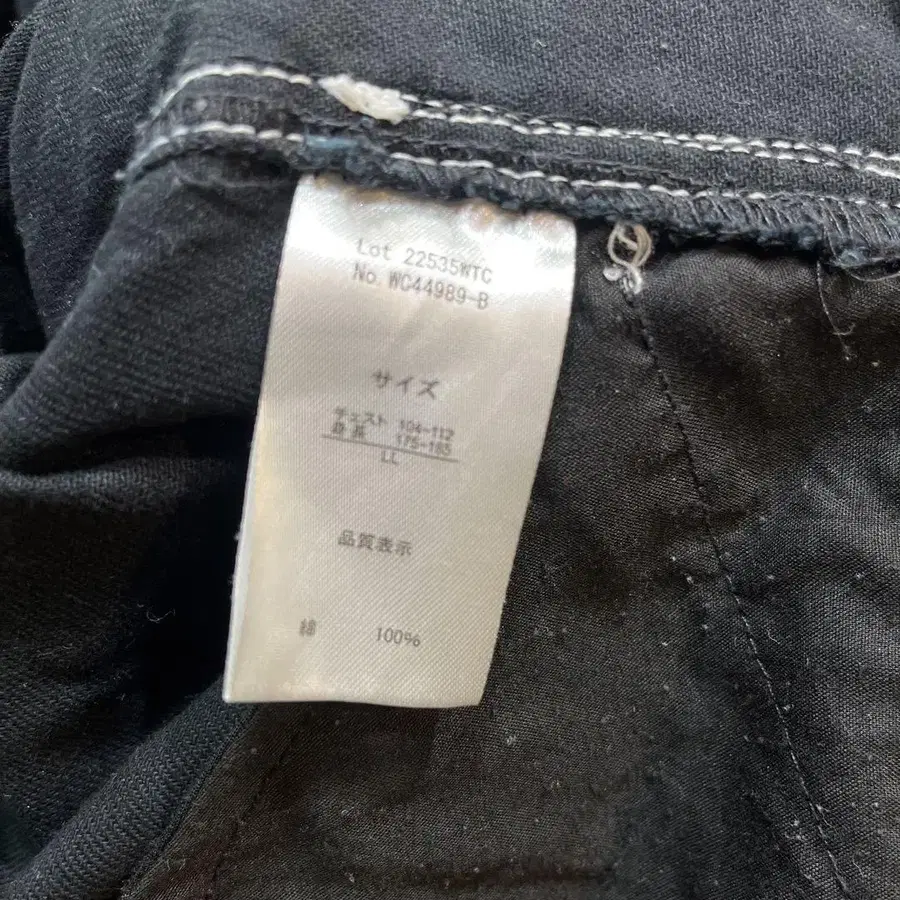 Lot 22535WTC
No. WC44989-B
サイズ
チェスト 104-112
身長 175-185
LL
品質表示
綿 100%